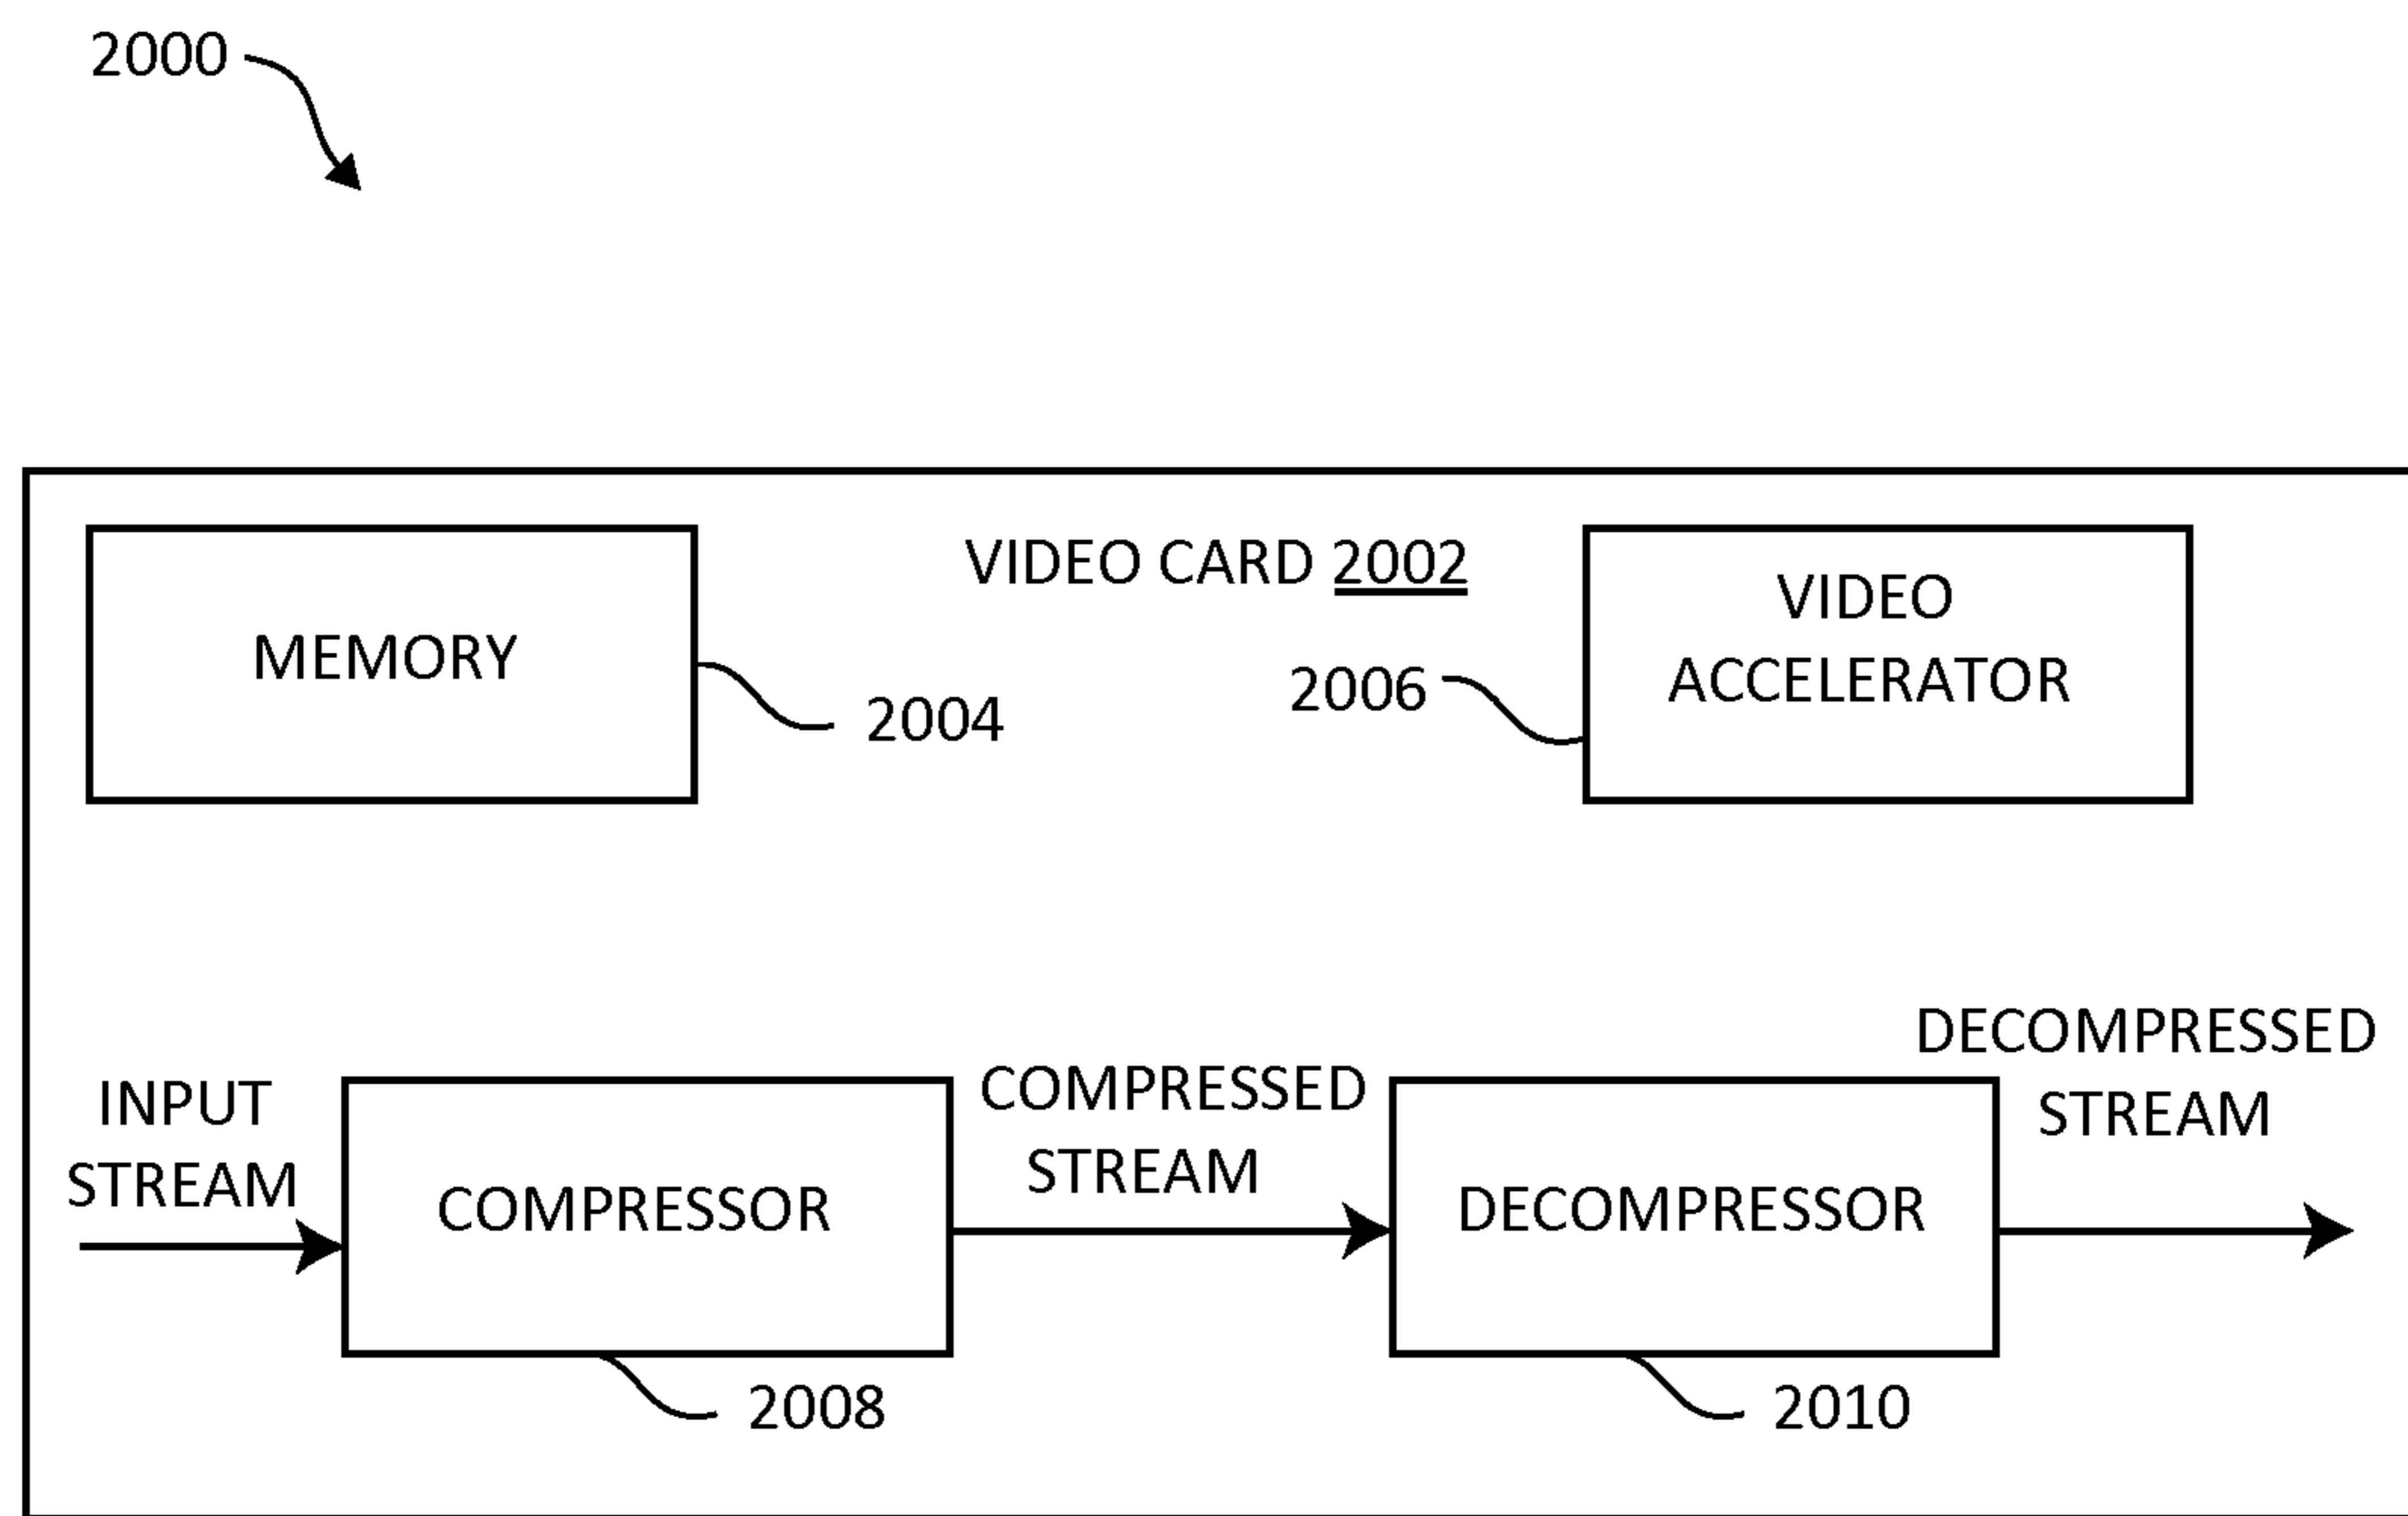 2000
VIDEO CARD 2002
MEMORY
2004
VIDEO
ACCELERATOR
2006
INPUT
STREAM
COMPRESSOR
2008
COMPRESSED
STREAM
DECOMPRESSOR
2010
DECOMPRESSED
STREAM